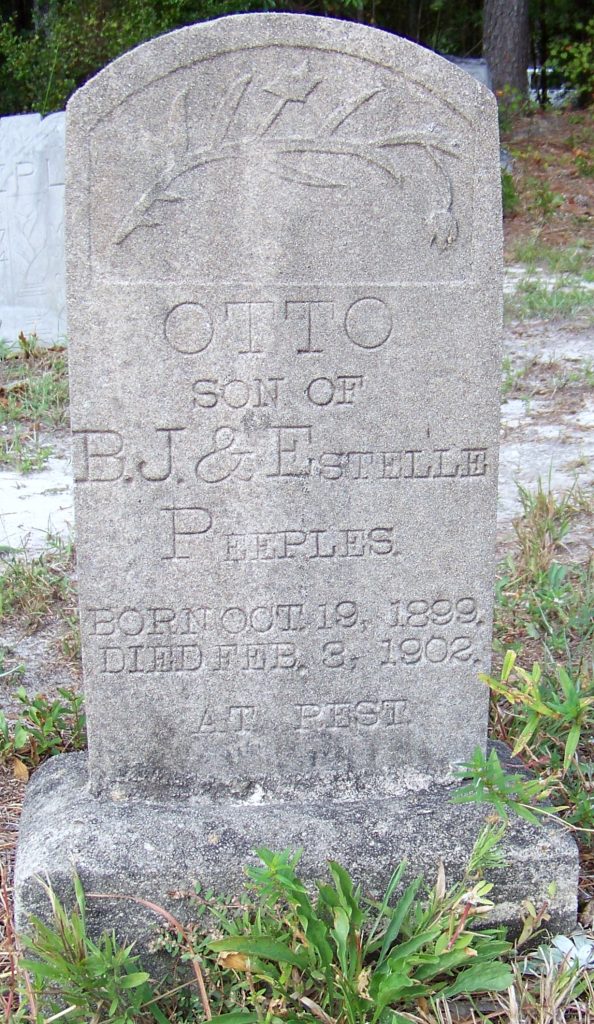 OTTO
SON OF
B.J. & ESTELLE
PEEPLES.
BORN OCT. 19, 1899.
DIED FEB. 3, 1902.
AT REST.